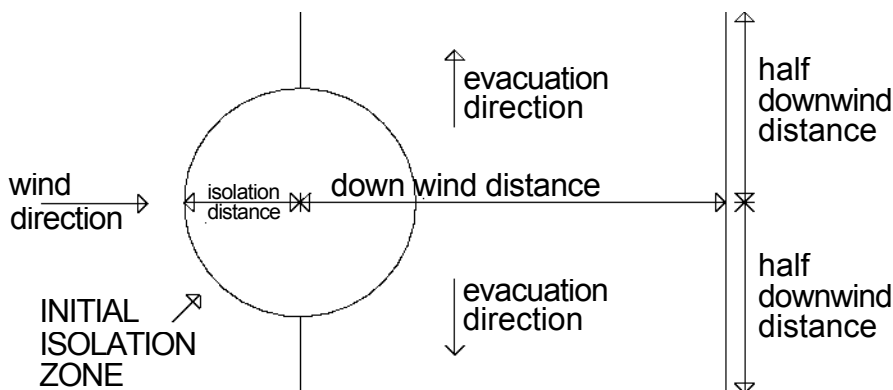 evacuation
direction
half
downwind
distance
wind
direction
isolation
distance
down wind distance
INITIAL
ISOLATION
ZONE
evacuation
direction
half
downwind
distance